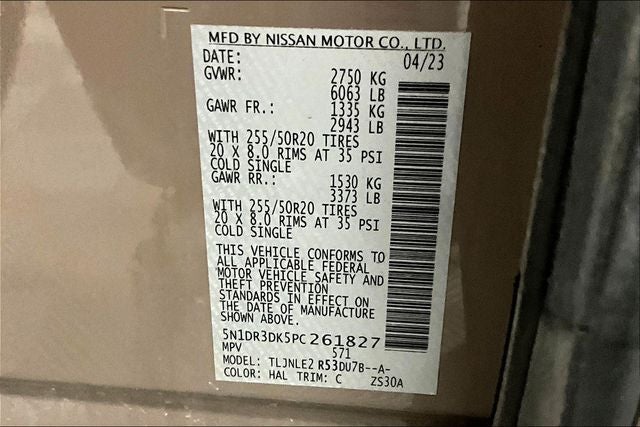 MFD BY NISSAN MOTOR CO., LTD.
DATE: 04/23
GVWR: 2750 KG
6063 LB
GAWR FR.: 1335 KG
2943 LB
WITH 255/50R20 TIRES
20 X 8.0 RIMS AT 35 PSI
COLD SINGLE
GAWR RR.: 1530 KG
3373 LB
WITH 255/50R20 TIRES
20 X 8.0 RIMS AT 35 PSI
COLD SINGLE
THIS VEHICLE CONFORMS TO
ALL APPLICABLE FEDERAL
MOTOR VEHICLE SAFETY AND
THEFT PREVENTION
STANDARDS IN EFFECT ON
THE DATE OF MANUFACTURE
SHOWN ABOVE.
5N1DR3DK5PC261827
MPV 571
MODEL: TLJNLE2 R53DU7B--A-
COLOR: HAL TRIM: C ZS30A